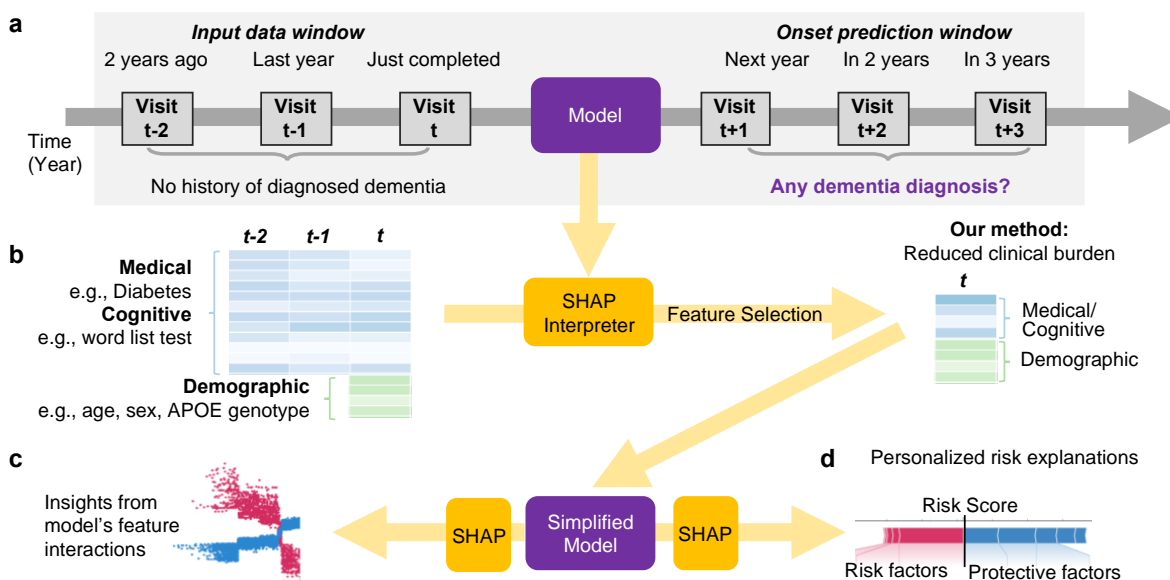 a
Input data window
Onset prediction window
2 years ago
Last year
Just completed
Next year
In 2 years
In 3 years
Visit
t-2
Visit
t-1
Visit
t
Model
Visit
t+1
Visit
t+2
Visit
t+3
Time
(Year)
No history of diagnosed dementia
Any dementia diagnosis?
b
t-2
t-1
t
Medical
e.g., Diabetes
Cognitive
e.g., word list test
Demographic
e.g., age, sex, APOE genotype
SHAP
Interpreter
Feature Selection
Our method:
Reduced clinical burden
t
Medical/
Cognitive
Demographic
c
Insights from
model's feature
interactions
SHAP
Simplified
Model
SHAP
d
Personalized risk explanations
Risk Score
Risk factors
Protective factors